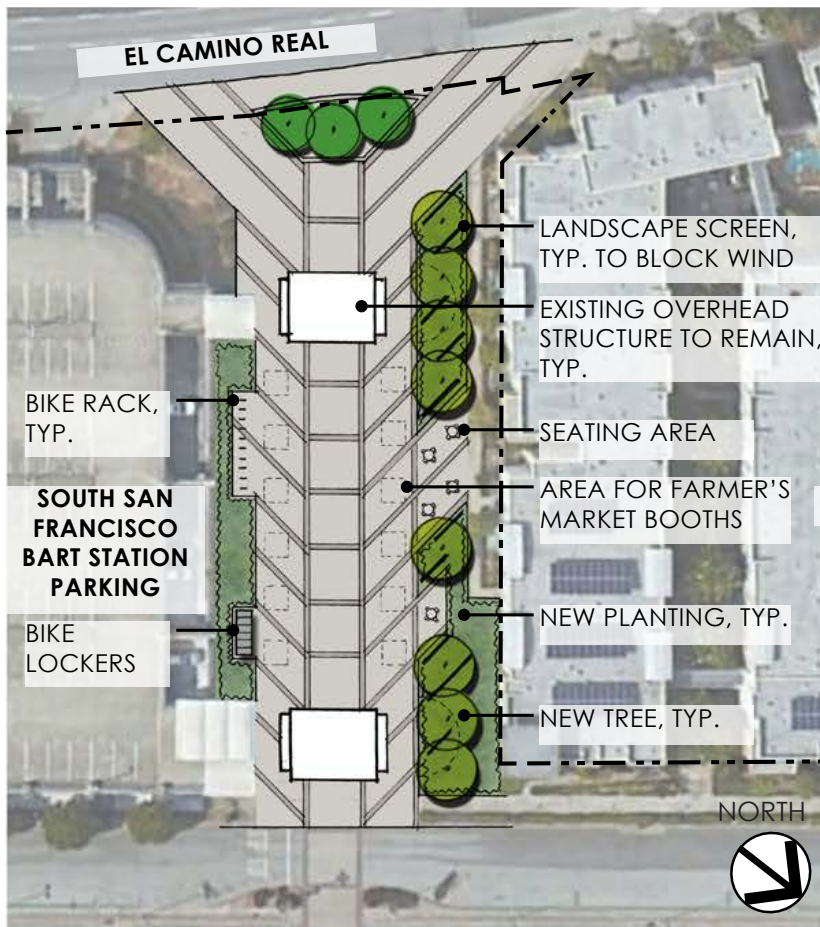 EL CAMINO REAL
LANDSCAPE SCREEN,
TYP. TO BLOCK WIND
EXISTING OVERHEAD
STRUCTURE TO REMAIN,
TYP.
BIKE RACK,
TYP.
SEATING AREA
AREA FOR FARMER'S
MARKET BOOTHS
SOUTH SAN
FRANCISCO
BART STATION
PARKING
BIKE
LOCKERS
NEW PLANTING, TYP.
NEW TREE, TYP.
NORTH